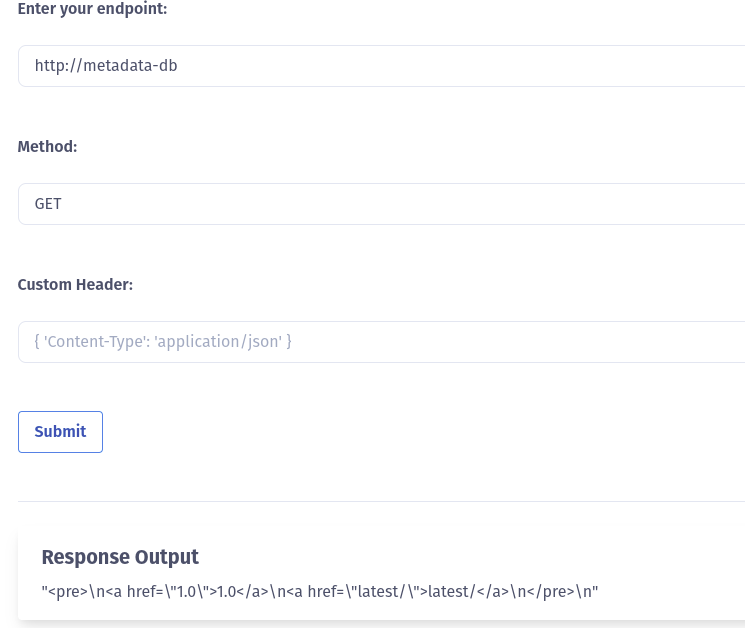 Enter your endpoint:
http://metadata-db
Method:
GET
Custom Header:
{ 'Content-Type': 'application/json' }
Submit
Response Output
"<pre>\n<a href=\"1.0\">1.0</a>\n<a href=\"latest/\">latest/</a>\n</pre>\n"